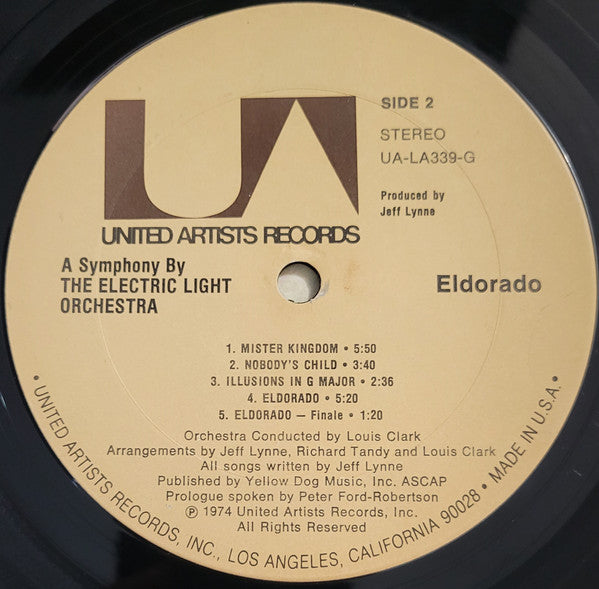 UA
SIDE 2
STEREO
UA-LA339-G
Produced by
Jeff Lynne
UNITED ARTISTS RECORDS
A Symphony By
THE ELECTRIC LIGHT
ORCHESTRA
Eldorado
1. MISTER KINGDOM • 5:50
2. NOBODY'S CHILD • 3:40
3. ILLUSIONS IN G MAJOR • 2:36
4. ELDORADO • 5:20
5. ELDORADO — Finale • 1:20
Orchestra Conducted by Louis Clark
Arrangements by Jeff Lynne, Richard Tandy and Louis Clark
All songs written by Jeff Lynne
Published by Yellow Dog Music, Inc. ASCAP
Prologue spoken by Peter Ford-Robertson
℗ 1974 United Artists Records, Inc.
All Rights Reserved
• UNITED ARTISTS RECORDS, INC., LOS ANGELES, CALIFORNIA 90028 • MADE IN U.S.A. •